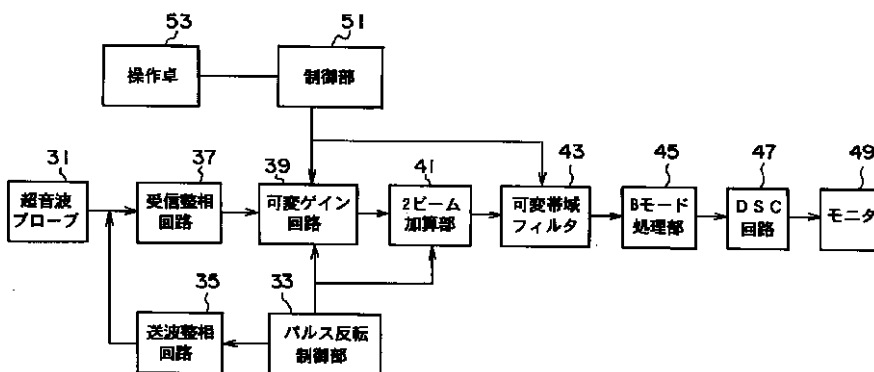 53
操作卓
51
制御部
31
超音波
プローブ
37
受信整相
回路
39
可変ゲイン
回路
41
2ビーム
加算部
43
可変帯域
フィルタ
45
Bモード
処理部
47
DSC
回路
49
モニタ
35
送波整相
回路
33
パルス反転
制御部